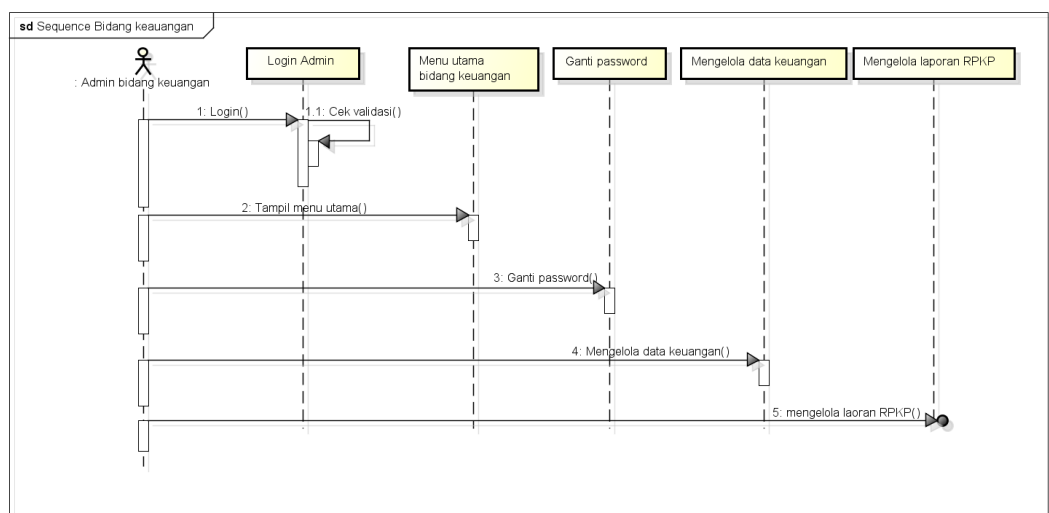 sd Sequence Bidang keauangan
: Admin bidang keuangan
Login Admin
Menu utama
bidang keuangan
Ganti password
Mengelola data keuangan
Mengelola laporan RPKP
1: Login()
1.1: Cek validasi()
2: Tampil menu utama()
3: Ganti password()
4: Mengelola data keuangan()
5: mengelola laoran RPKP()